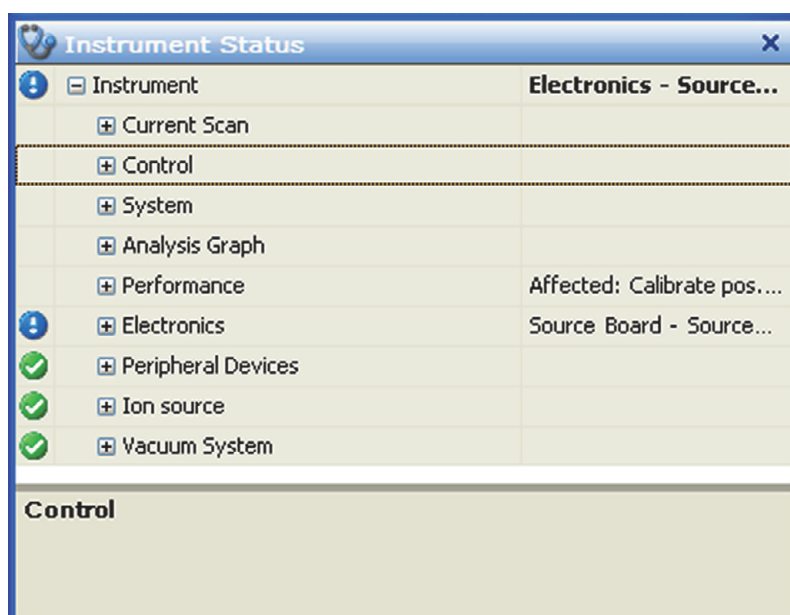 Instrument Status
Instrument Electronics - Source...
Current Scan
Control
System
Analysis Graph
Performance Affected: Calibrate pos....
Electronics Source Board - Source...
Peripheral Devices
Ion source
Vacuum System
Control